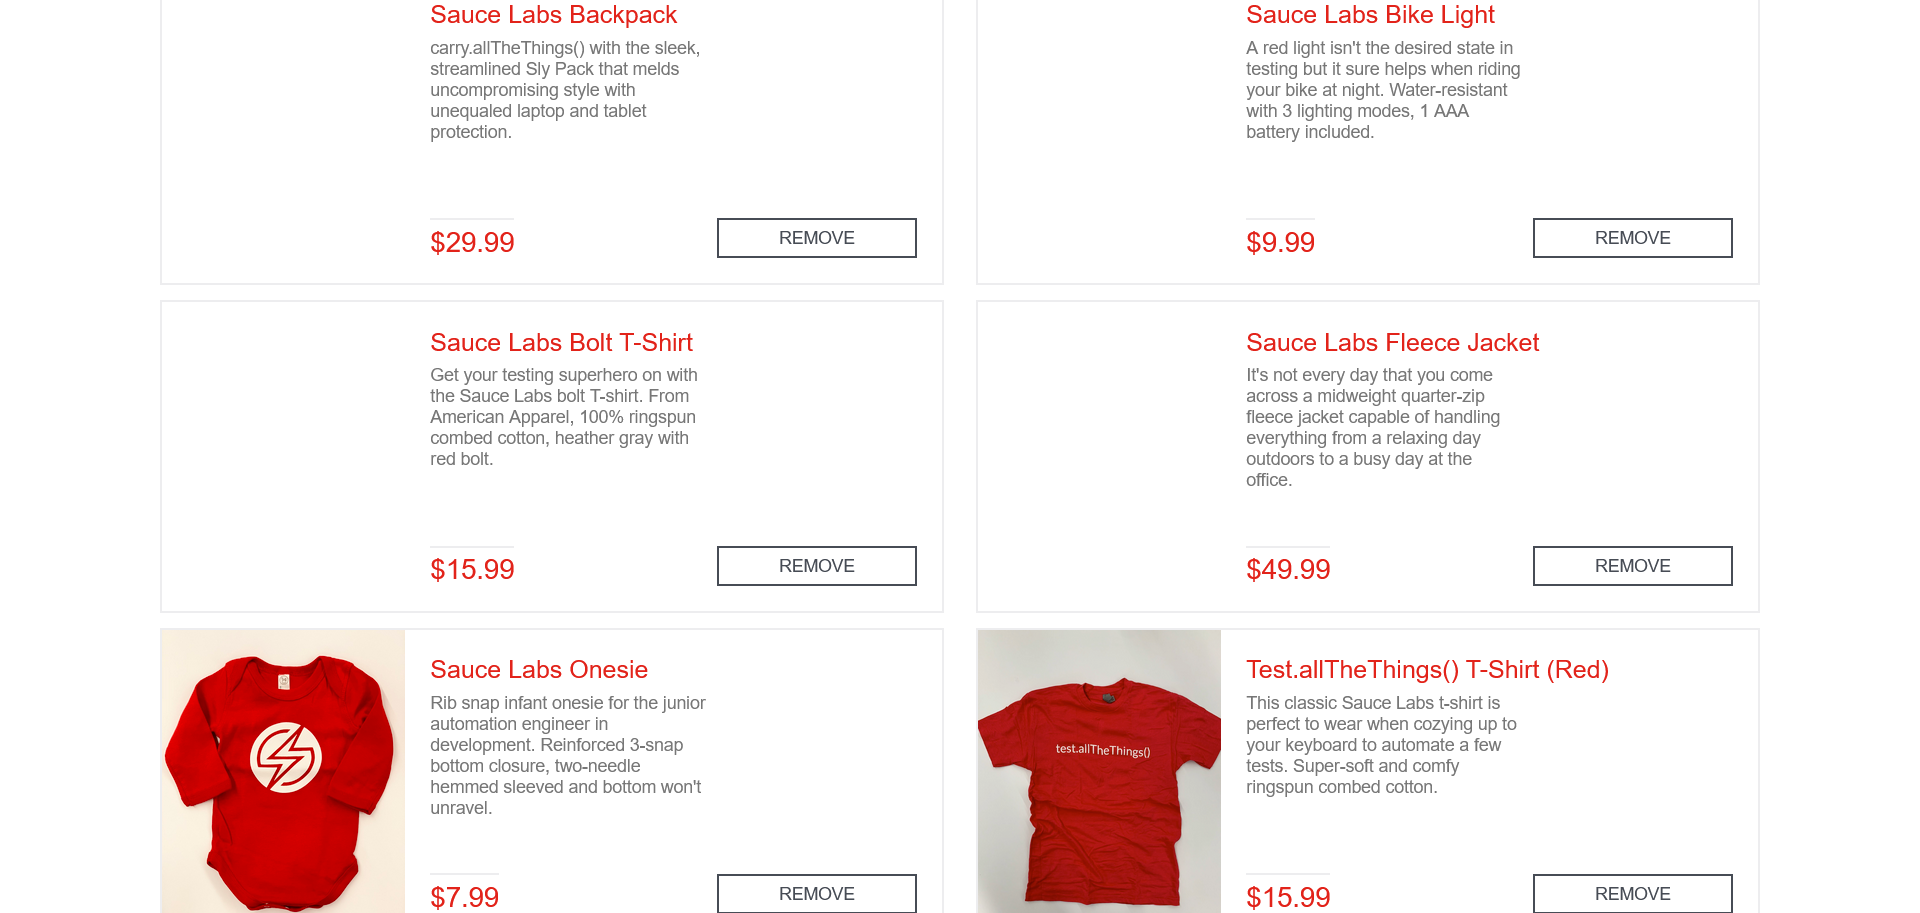 Sauce Labs Backpack
carry.allTheThings() with the sleek,
streamlined Sly Pack that melds
uncompromising style with
unequaled laptop and tablet
protection.
$29.99
REMOVE
Sauce Labs Bike Light
A red light isn't the desired state in
testing but it sure helps when riding
your bike at night. Water-resistant
with 3 lighting modes, 1 AAA
battery included.
$9.99
REMOVE
Sauce Labs Bolt T-Shirt
Get your testing superhero on with
the Sauce Labs bolt T-shirt. From
American Apparel, 100% ringspun
combed cotton, heather gray with
red bolt.
$15.99
REMOVE
Sauce Labs Fleece Jacket
It's not every day that you come
across a midweight quarter-zip
fleece jacket capable of handling
everything from a relaxing day
outdoors to a busy day at the
office.
$49.99
REMOVE
Sauce Labs Onesie
Rib snap infant onesie for the junior
automation engineer in
development. Reinforced 3-snap
bottom closure, two-needle
hemmed sleeved and bottom won't
unravel.
$7.99
REMOVE
test.allTheThings()
Test.allTheThings() T-Shirt (Red)
This classic Sauce Labs t-shirt is
perfect to wear when cozying up to
your keyboard to automate a few
tests. Super-soft and comfy
ringspun combed cotton.
$15.99
REMOVE